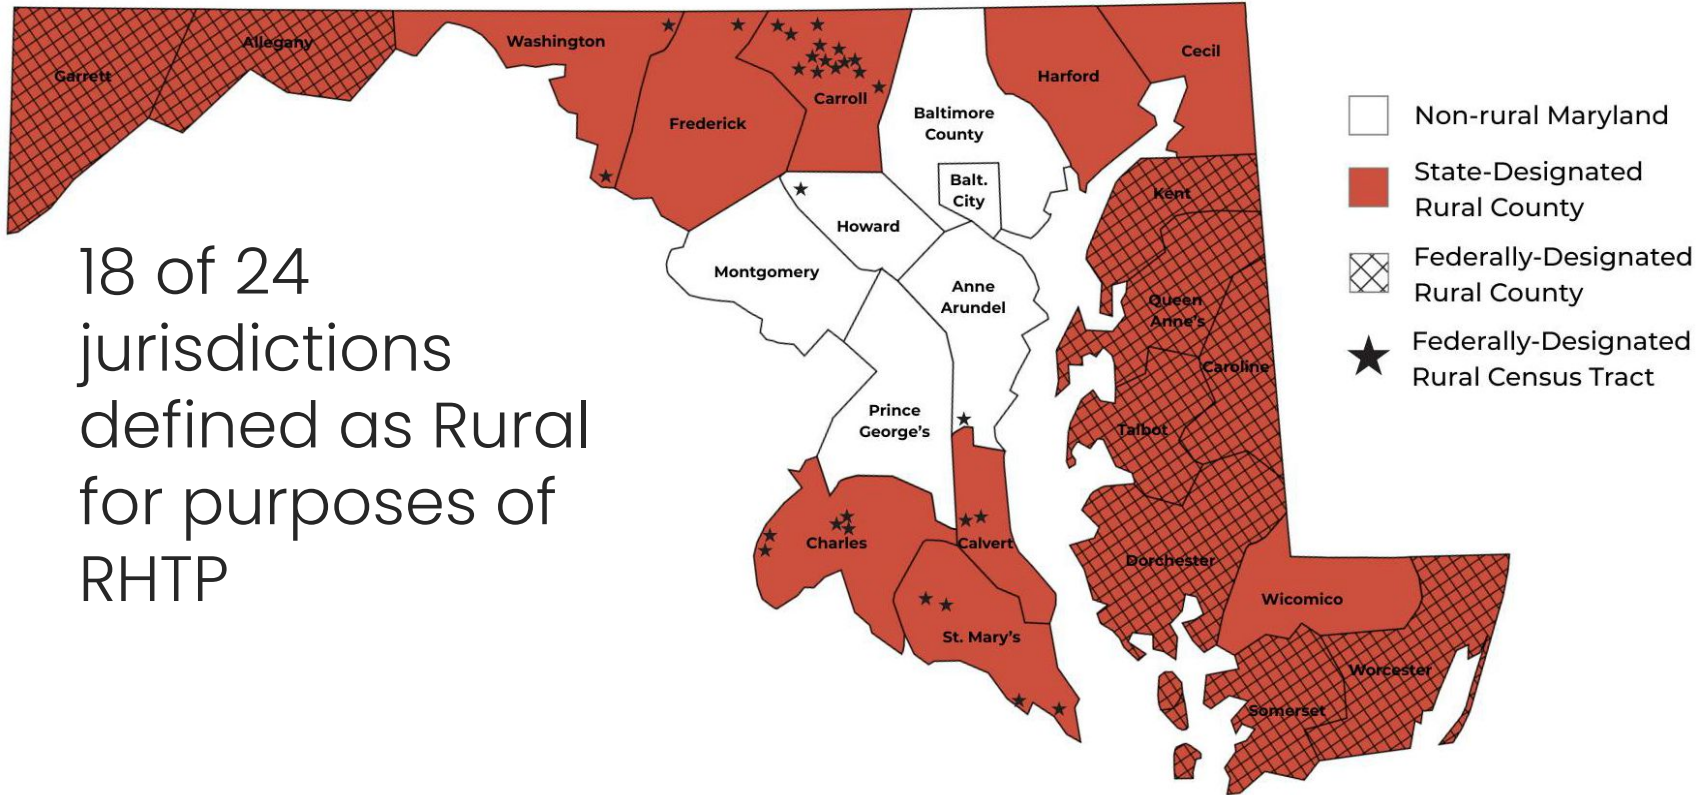 Garrett
Allegany
Washington
Frederick
Carroll
Baltimore
County
Balt.
City
Harford
Cecil
Howard
Montgomery
Anne
Arundel
Prince
George's
Charles
Calvert
St. Mary's
Kent
Queen
Anne's
Caroline
Talbot
Dorchester
Wicomico
Worcester
Somerset
18 of 24
jurisdictions
defined as Rural
for purposes of
RHTP
Non-rural Maryland
State-Designated
Rural County
Federally-Designated
Rural County
Federally-Designated
Rural Census Tract